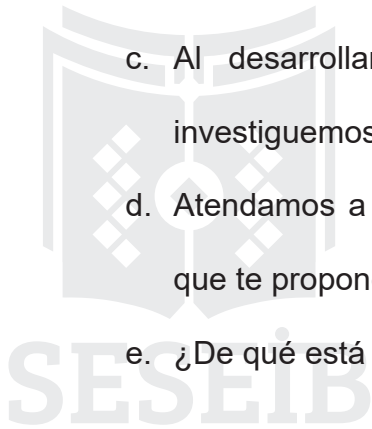 c. Al desarrollar
investiguemos
d. Atendamos a
que te propon
e. ¿De qué está
SESEIB